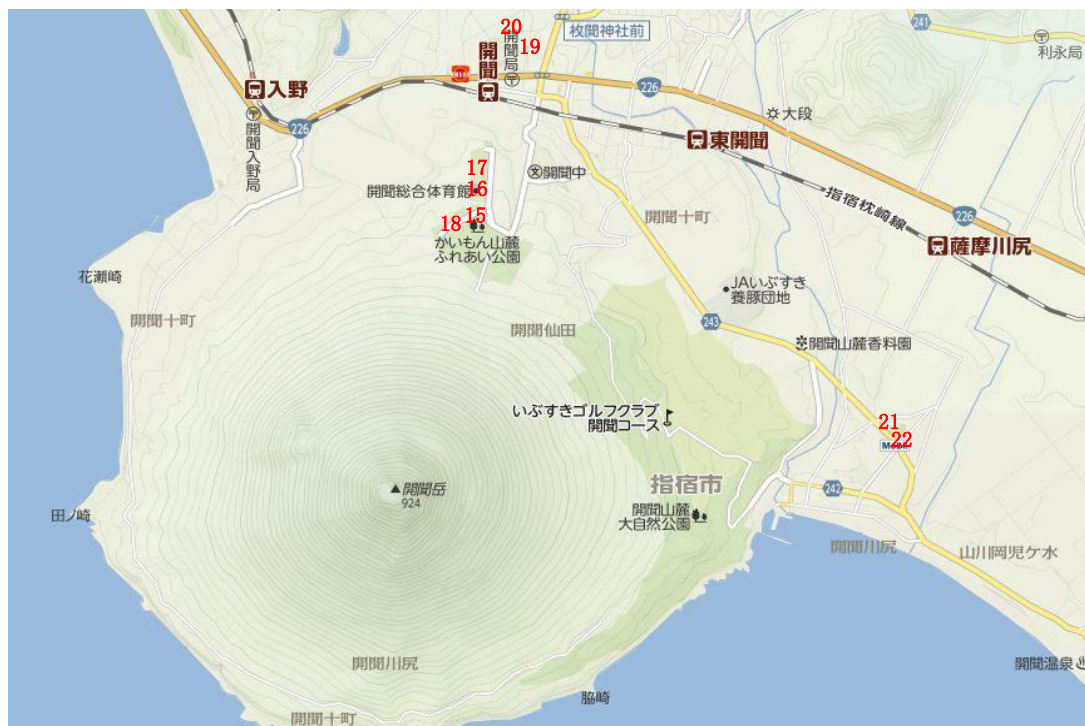 20
19
開聞局
枚聞神社前
241
利永局
開聞
入野
226
大段
226
開聞入野局
東開聞
17
開聞中
開聞総合体育館
16
指宿枕崎線
開聞十町
226
18
15
かいもん山麓
ふれあい公園
薩摩川尻
花瀬崎
JAいぶすき
養豚団地
開聞十町
開聞仙田
243
開聞山麓香料園
いぶすきゴルフクラブ
開聞コース
21
22
指宿市
開聞岳
924
242
田ノ崎
開聞山麓
大自然公園
開聞川尻
山川岡児ケ水
開聞川尻
開聞温泉
脇崎
開聞十町